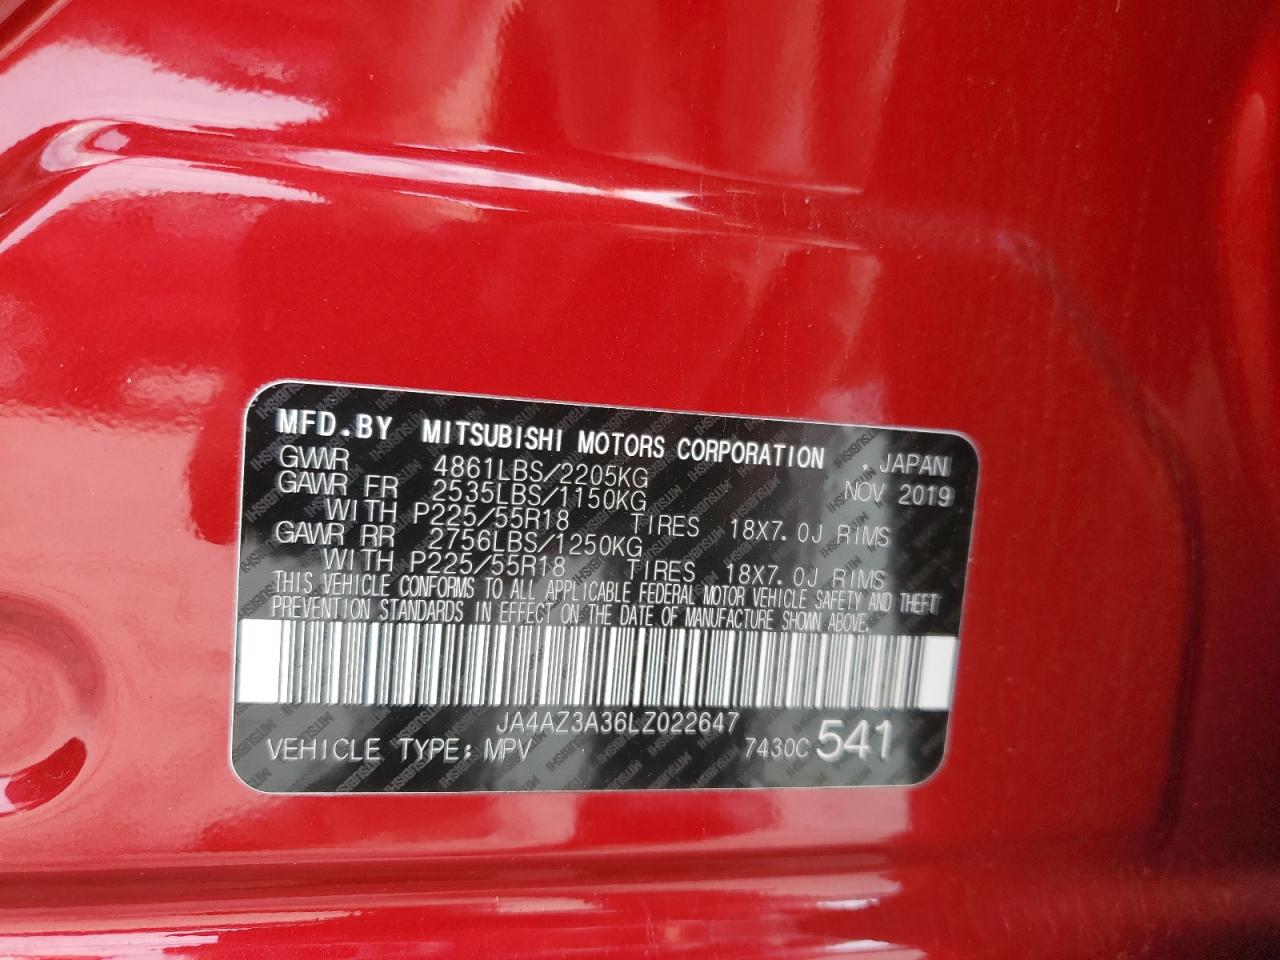 MFD.BY MITSUBISHI MOTORS CORPORATION , JAPAN
GVWR 4861LBS/2205KG NOV 2019
GAWR FR 2535LBS/1150KG
WITH P225/55R18 TIRES 18X7.0J RIMS
GAWR RR 2756LBS/1250KG
WITH P225/55R18 TIRES 18X7.0J RIMS
THIS VEHICLE CONFORMS TO ALL APPLICABLE FEDERAL MOTOR VEHICLE SAFETY AND THEFT
PREVENTION STANDARDS IN EFFECT ON THE DATE OF MANUFACTURE SHOWN ABOVE.
JA4AZ3A36LZ022647
VEHICLE TYPE: MPV 7430C 541